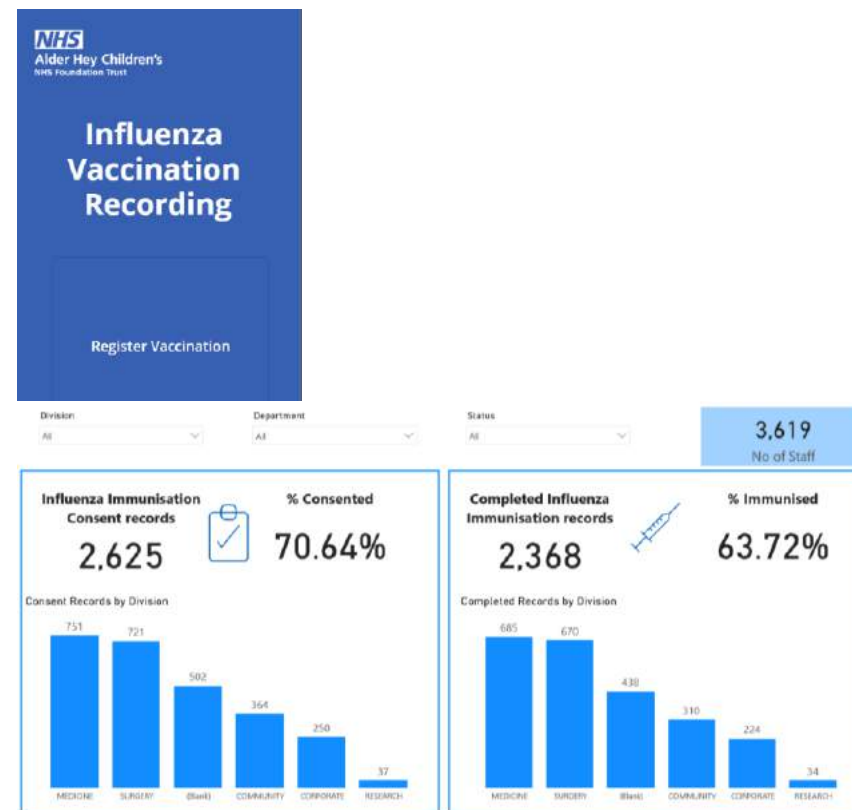 NHS
Alder Hey Children's
NHS Foundation Trust
Influenza
Vaccination
Recording
Register Vaccination
Division
All
Department
All
Status
All
3,619
No of Staff
Influenza Immunisation
Consent records
2,625
% Consented
70.64%
Consent Records by Division
751
721
502
364
250
37
MEDICINE SURGERY (Blank) COMMUNITY CORPORATE RESEARCH
Completed Influenza
Immunisation records
2,368
% Immunised
63.72%
Completed Records by Division
685
670
438
310
224
34
MEDICINE SURGERY (Blank) COMMUNITY CORPORATE RESEARCH